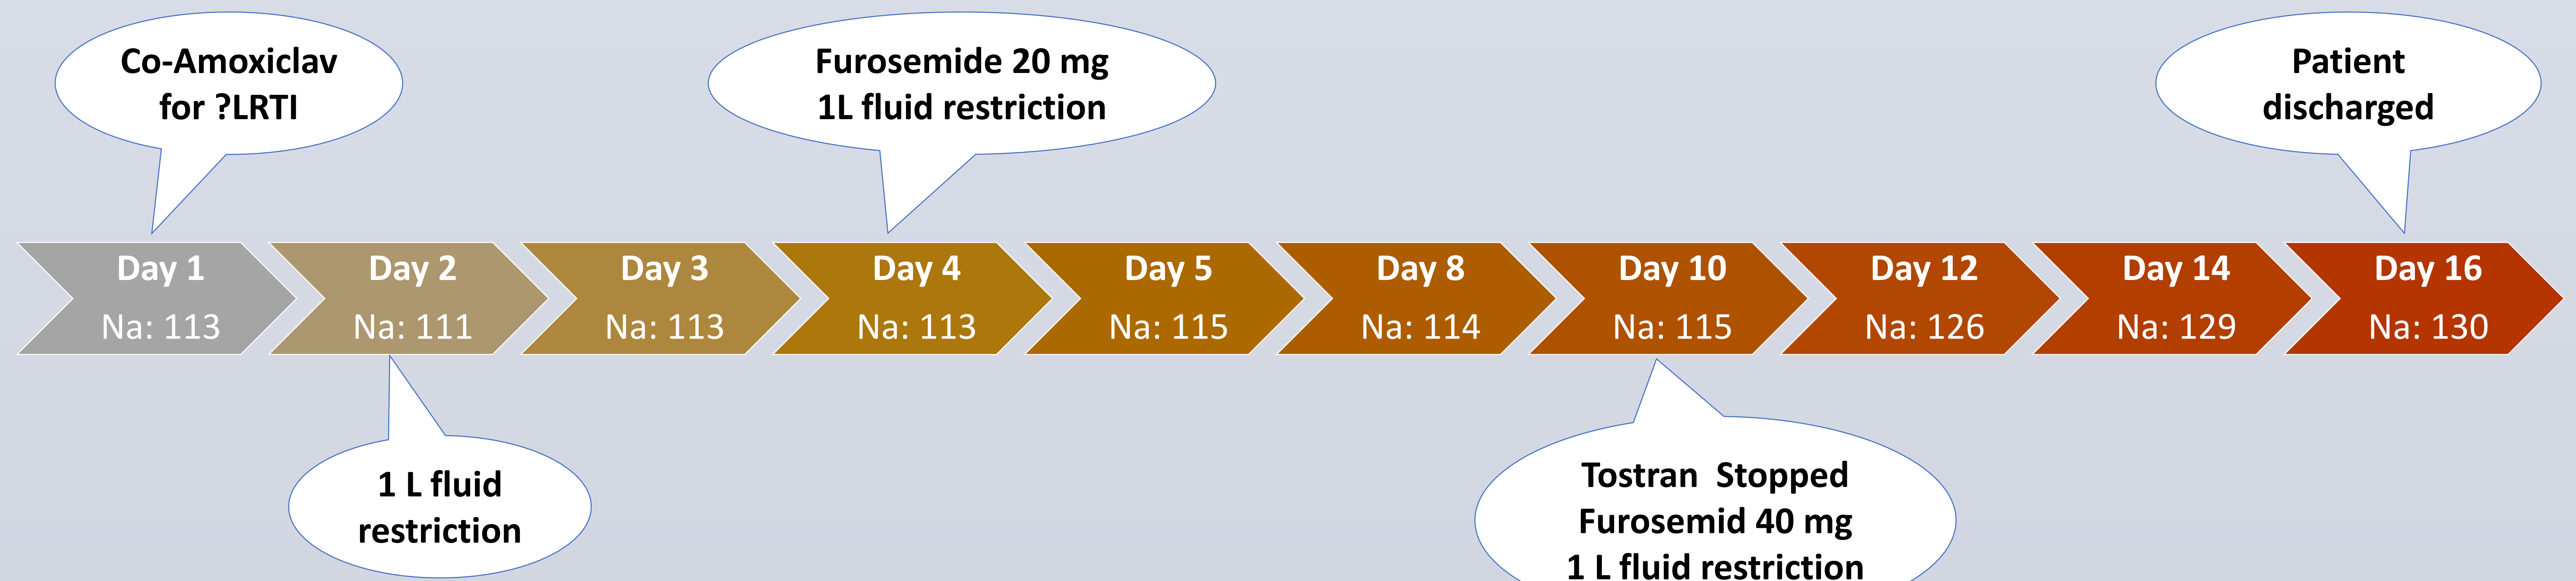 Co-Amoxiclav
for ?LRTI
Furosemide 20 mg
1L fluid restriction
Patient
discharged
Day 1
Na: 113
Day 2
Na: 111
Day 3
Na: 113
Day 4
Na: 113
Day 5
Na: 115
Day 8
Na: 114
Day 10
Na: 115
Day 12
Na: 126
Day 14
Na: 129
Day 16
Na: 130
1 L fluid
restriction
Tostran  Stopped
Furosemid 40 mg
1 L fluid restriction